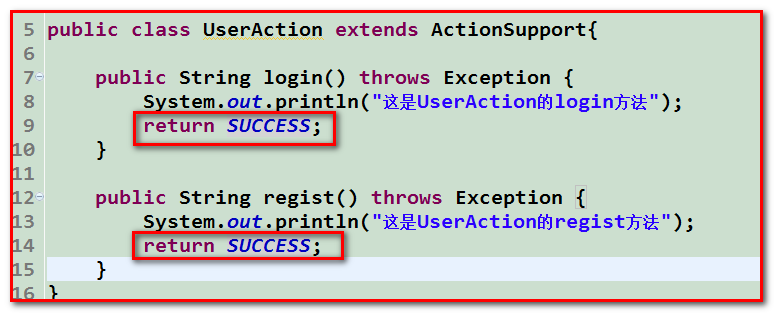 5 public class UserAction extends ActionSupport{
6
7 public String login() throws Exception {
8 System.out.println("这是UserAction的login方法");
9 return SUCCESS;
10 }
11
12 public String regist() throws Exception {
13 System.out.println("这是UserAction的regist方法");
14 return SUCCESS;
15 }
16 }